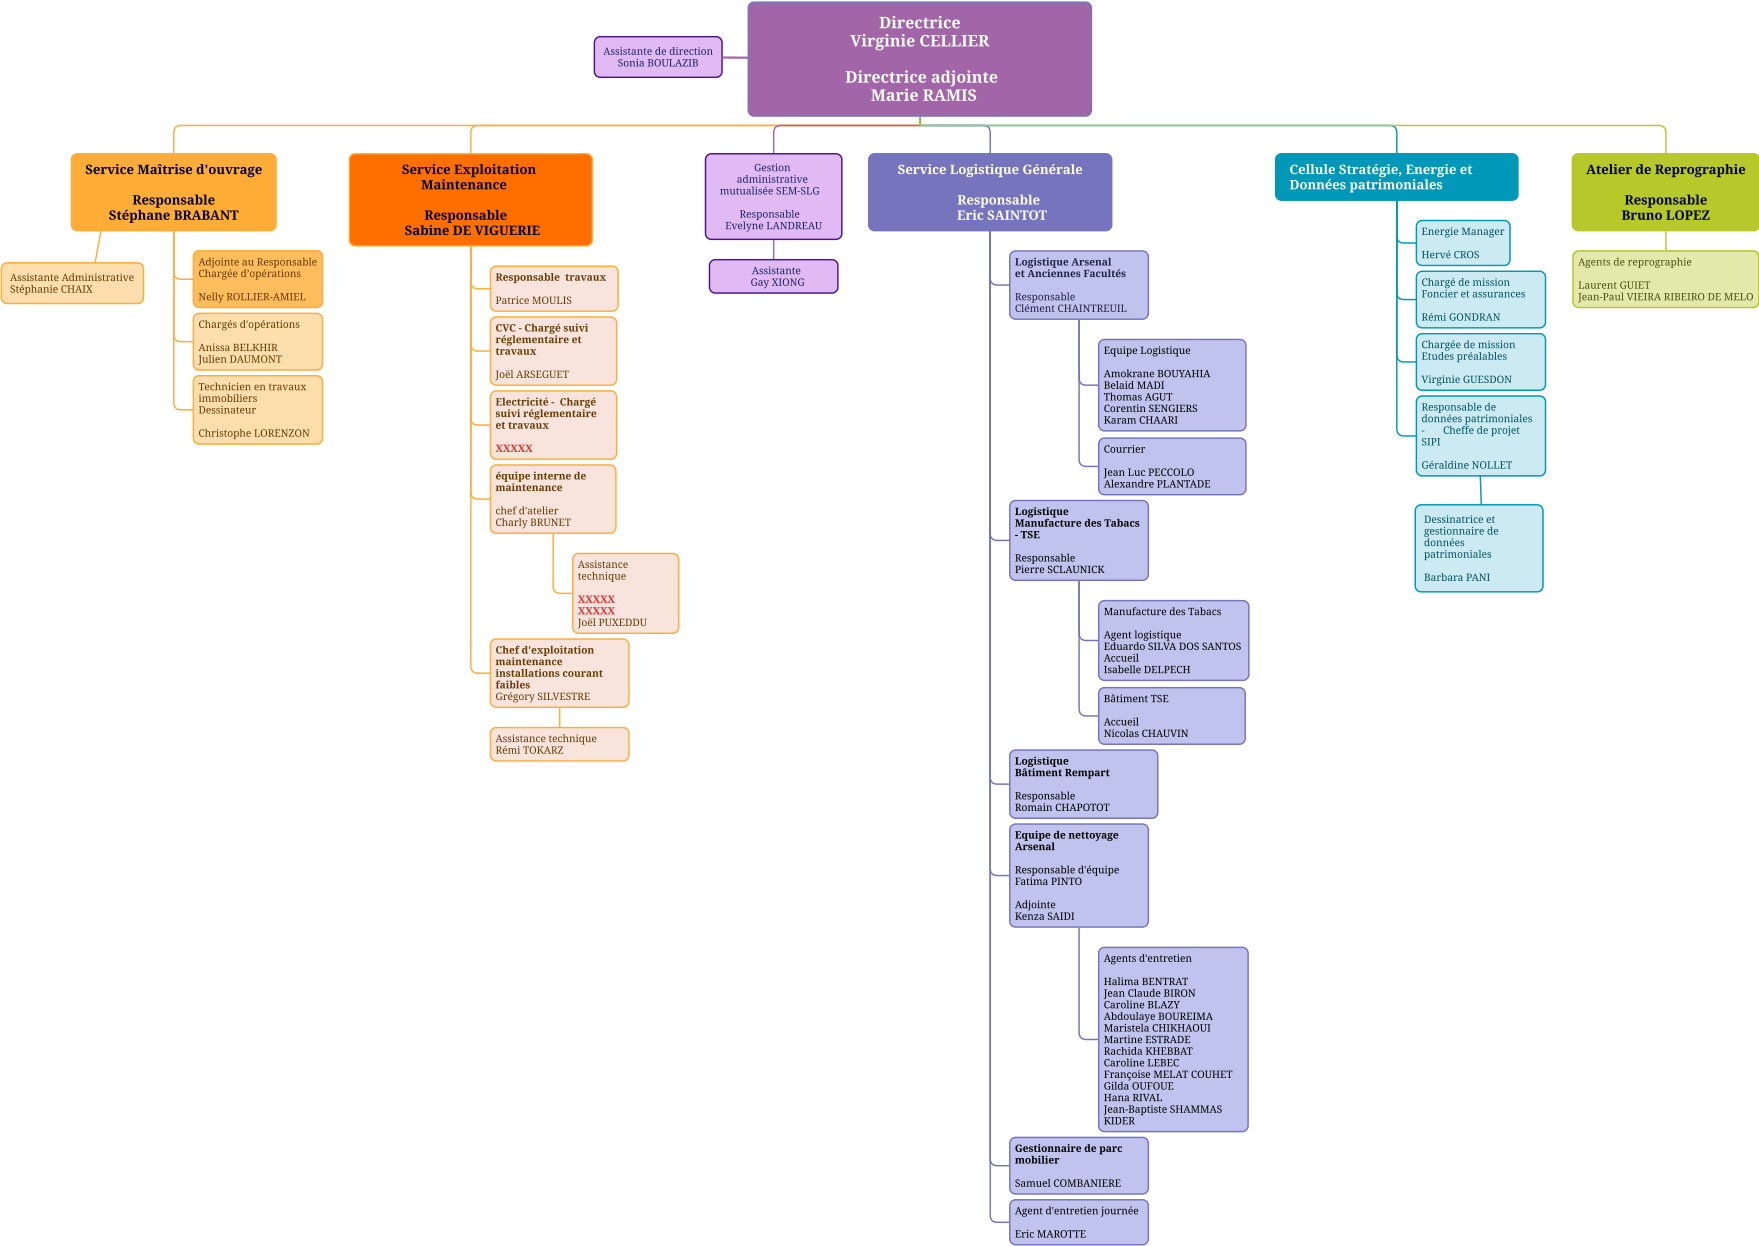 Directrice
Virginie CELLIER
Directrice adjointe
Marie RAMIS
Assistante de direction
Sonia BOULAZIB
Service Maîtrise d'ouvrage
Responsable
Stéphane BRABANT
Assistante Administrative
Stéphanie CHAIX
Adjointe au Responsable
Chargée d'opérations
Nelly ROLLIER-AMIEL
Chargés d'opérations
Anissa BELKHIR
Julien DAUMONT
Technicien en travaux
immobiliers
Dessinateur
Christophe LORENZON
Service Exploitation
Maintenance
Responsable
Sabine DE VIGUERIE
Responsable  travaux
Patrice MOULIS
CVC - Chargé suivi
réglementaire et
travaux
Joël ARSEGUET
Electricité -  Chargé
suivi réglementaire
et travaux
XXXXX
équipe interne de
maintenance
chef d'atelier
Charly BRUNET
Assistance
technique
XXXXX
XXXXX
Joël PUXEDDU
Chef d'exploitation
maintenance
installations courant
faibles
Grégory SILVESTRE
Assistance technique
Rémi TOKARZ
Gestion
administrative
mutualisée SEM-SLG
Responsable
Evelyne LANDREAU
Assistante
Gay XIONG
Service Logistique Générale
Responsable
Eric SAINTOT
Logistique Arsenal
et Anciennes Facultés
Responsable
Clément CHAINTREUIL
Equipe Logistique
Amokrane BOUYAHIA
Belaid MADI
Thomas AGUT
Corentin SENGIERS
Karam CHAARI
Courrier
Jean Luc PECCOLO
Alexandre PLANTADE
Logistique
Manufacture des Tabacs
- TSE
Responsable
Pierre SCLAUNICK
Manufacture des Tabacs
Agent logistique
Eduardo SILVA DOS SANTOS
Accueil
Isabelle DELPECH
Bâtiment TSE
Accueil
Nicolas CHAUVIN
Logistique
Bâtiment Rempart
Responsable
Romain CHAPOTOT
Equipe de nettoyage
Arsenal
Responsable d'équipe
Fatima PINTO
Adjointe
Kenza SAIDI
Agents d'entretien
Halima BENTRAT
Jean Claude BIRON
Caroline BLAZY
Abdoulaye BOUREIMA
Maristela CHIKHAOUI
Martine ESTRADE
Rachida KHEBBAT
Caroline LEBEC
Françoise MELAT COUHET
Gilda OUFOUE
Hana RIVAL
Jean-Baptiste SHAMMAS
KIDER
Gestionnaire de parc
mobilier
Samuel COMBANIERE
Agent d'entretien journée
Eric MAROTTE
Cellule Stratégie, Energie et
Données patrimoniales
Energie Manager
Hervé CROS
Chargé de mission
Foncier et assurances
Rémi GONDRAN
Chargée de mission
Etudes préalables
Virginie GUESDON
Responsable de
données patrimoniales
-      Cheffe de projet
SIPI
Géraldine NOLLET
Dessinatrice et
gestionnaire de
données
patrimoniales
Barbara PANI
Atelier de Reprographie
Responsable
Bruno LOPEZ
Agents de reprographie
Laurent GUIET
Jean-Paul VIEIRA RIBEIRO DE MELO